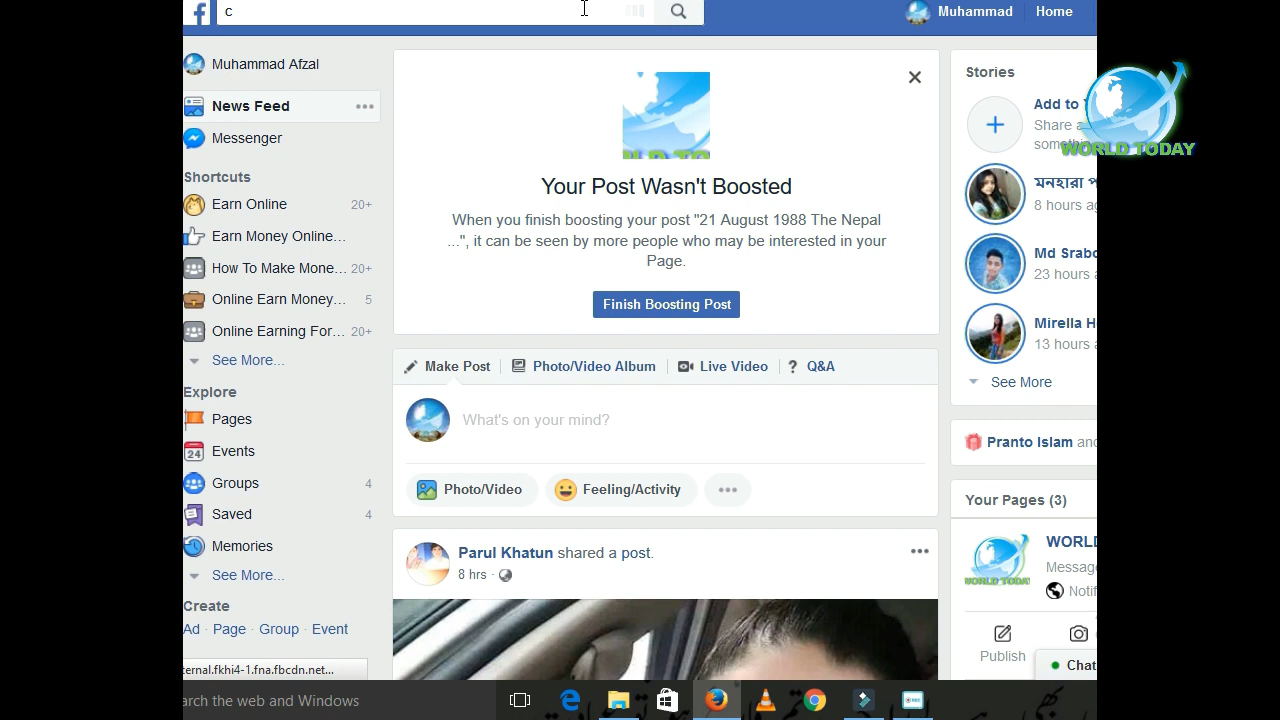 c
Muhammad
Home
Muhammad Afzal
News Feed
Messenger
Shortcuts
Earn Online 20+
Earn Money Online...
How To Make Mone... 20+
Online Earn Money... 5
Online Earning For... 20+
See More...
Explore
Pages
24
Events
Groups 4
Saved 4
Memories
See More...
Create
Ad · Page · Group · Event
ternal.fkhi4-1.fna.fbcdn.net...
LD TO
Your Post Wasn't Boosted
When you finish boosting your post "21 August 1988 The Nepal
...", it can be seen by more people who may be interested in your
Page.
Finish Boosting Post
Make Post
Photo/Video Album
Live Video
? Q&A
What's on your mind?
Photo/Video
Feeling/Activity
Parul Khatun shared a post.
8 hrs ·
Stories
Add to
Share a
someth
WORLD TODAY
মনহারা প
8 hours a
Md Srabo
23 hours a
Mirella H
13 hours a
See More
Pranto Islam and
Your Pages (3)
WORLD TODAY
WORL
Message
Notif
Publish
Chat
arch the web and Windows